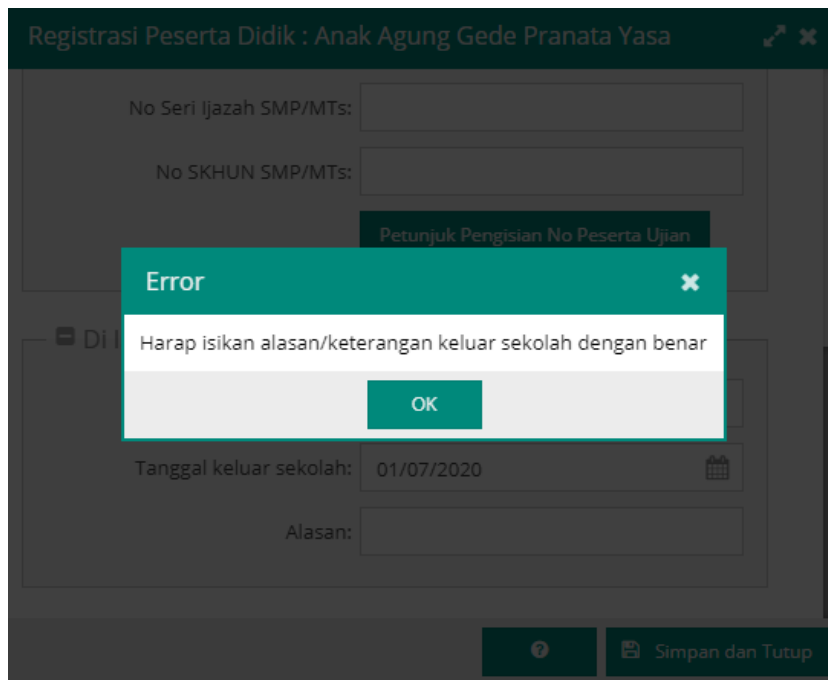 Registrasi Peserta Didik : Anak Agung Gede Pranata Yasa
No Seri Ijazah SMP/MTs:
No SKHUN SMP/MTs:
Petunjuk Pengisian No Peserta Ujian
Error
Harap isikan alasan/keterangan keluar sekolah dengan benar
OK
Di
Tanggal keluar sekolah: 01/07/2020
Alasan:
Simpan dan Tutup